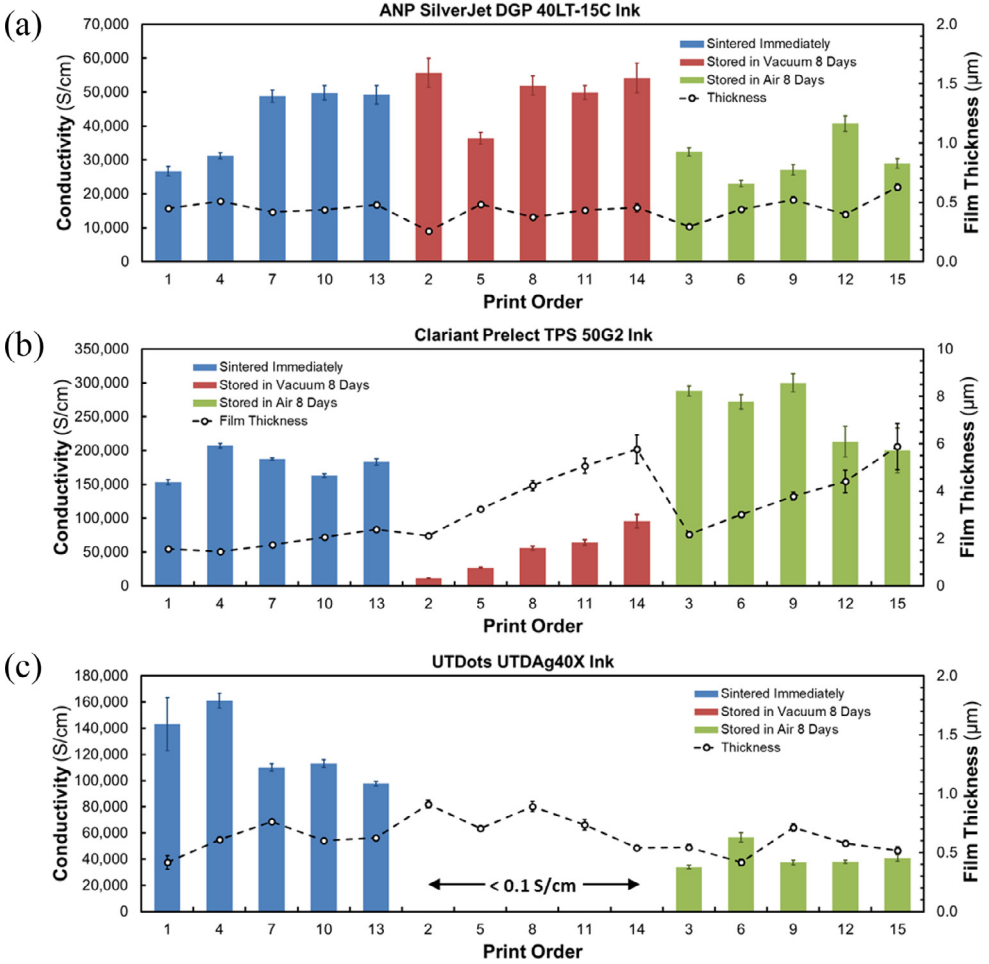 (a)
ANP SilverJet DGP 40LT-15C Ink
Conductivity (S/cm)
70,000
60,000
50,000
40,000
30,000
20,000
10,000
0
Sintered Immediately
Stored in Vacuum 8 Days
Stored in Air 8 Days
Thickness
2.0
1.5
1.0
0.5
0.0
Film Thickness (μm)
1 4 7 10 13 2 5 8 11 14 3 6 9 12 15
Print Order
(b)
Clariant Prelect TPS 50G2 Ink
Conductivity (S/cm)
350,000
300,000
250,000
200,000
150,000
100,000
50,000
0
Sintered Immediately
Stored in Vacuum 8 Days
Stored in Air 8 Days
Film Thickness
10
8
6
4
2
0
Film Thickness (μm)
1 4 7 10 13 2 5 8 11 14 3 6 9 12 15
Print Order
(c)
UTDots UTDAg40X Ink
Conductivity (S/cm)
180,000
160,000
140,000
120,000
100,000
80,000
60,000
40,000
20,000
0
Sintered Immediately
Stored in Vacuum 8 Days
Stored in Air 8 Days
Thickness
< 0.1 S/cm
2.0
1.5
1.0
0.5
0.0
Film Thickness (μm)
1 4 7 10 13 2 5 8 11 14 3 6 9 12 15
Print Order